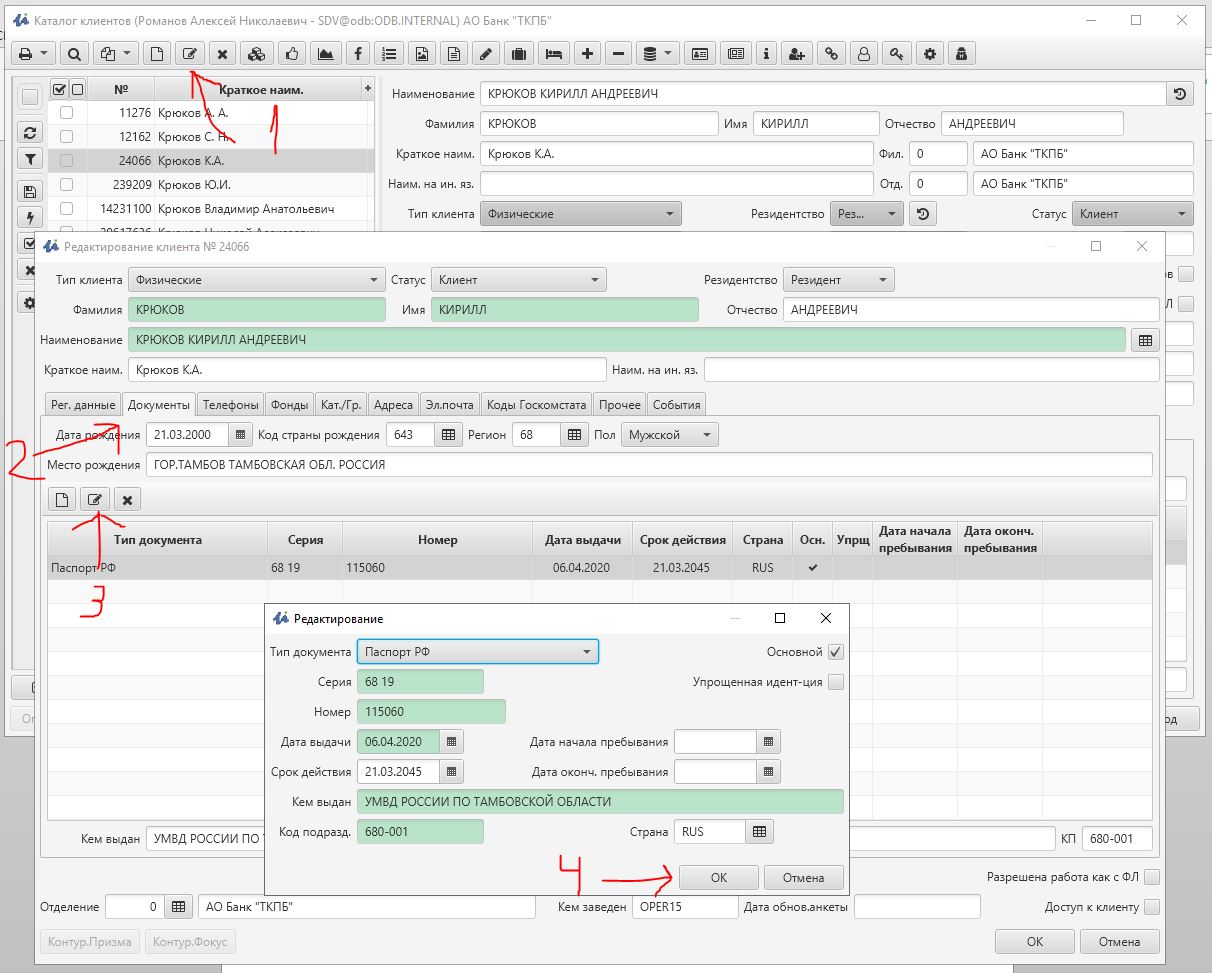 Каталог клиентов (Романов Алексей Николаевич - SDV@odb:ODB.INTERNAL) АО Банк "ТКПБ"
№ Краткое наим. +
11276 Крюков А. А.
12162 Крюков С. Н.
24066 Крюков К.А.
239209 Крюков Ю.И.
14231100 Крюков Владимир Анатольевич
1
Наименование КРЮКОВ КИРИЛЛ АНДРЕЕВИЧ
Фамилия КРЮКОВ Имя КИРИЛЛ Отчество АНДРЕЕВИЧ
Краткое наим. Крюков К.А. Фил. 0 АО Банк "ТКПБ"
Наим. на ин. яз. Отд. 0 АО Банк "ТКПБ"
Тип клиента Физические Резидентство Рез... Статус Клиент
Редактирование клиента № 24066
Тип клиента Физические Статус Клиент Резидентство Резидент
Фамилия КРЮКОВ Имя КИРИЛЛ Отчество АНДРЕЕВИЧ
Наименование КРЮКОВ КИРИЛЛ АНДРЕЕВИЧ
Краткое наим. Крюков К.А. Наим. на ин. яз.
Рег. данные Документы Телефоны Фонды Кат./Гр. Адреса Эл.почта Коды Госкомстата Прочее События
Дата рождения 21.03.2000 Код страны рождения 643 Регион 68 Пол Мужской
2
Место рождения ГОР.ТАМБОВ ТАМБОВСКАЯ ОБЛ. РОССИЯ
Тип документа Серия Номер Дата выдачи Срок действия Страна Осн. Упрщ Дата начала пребывания Дата оконч. пребывания
Паспорт РФ 68 19 115060 06.04.2020 21.03.2045 RUS
3
Редактирование
Тип документа Паспорт РФ Основной
Серия 68 19 Упрощенная идент-ция
Номер 115060
Дата выдачи 06.04.2020 Дата начала пребывания
Срок действия 21.03.2045 Дата оконч. пребывания
Кем выдан УМВД РОССИИ ПО ТАМБОВСКОЙ ОБЛАСТИ
Код подразд. 680-001 Страна RUS
4 ОК Отмена
Кем выдан УМВД РОССИИ ПО КП 680-001
Разрешена работа как с ФЛ
Отделение 0 АО Банк "ТКПБ" Кем заведен OPER15 Дата обнов.анкеты Доступ к клиенту
Контур.Призма Контур.Фокус ОК Отмена